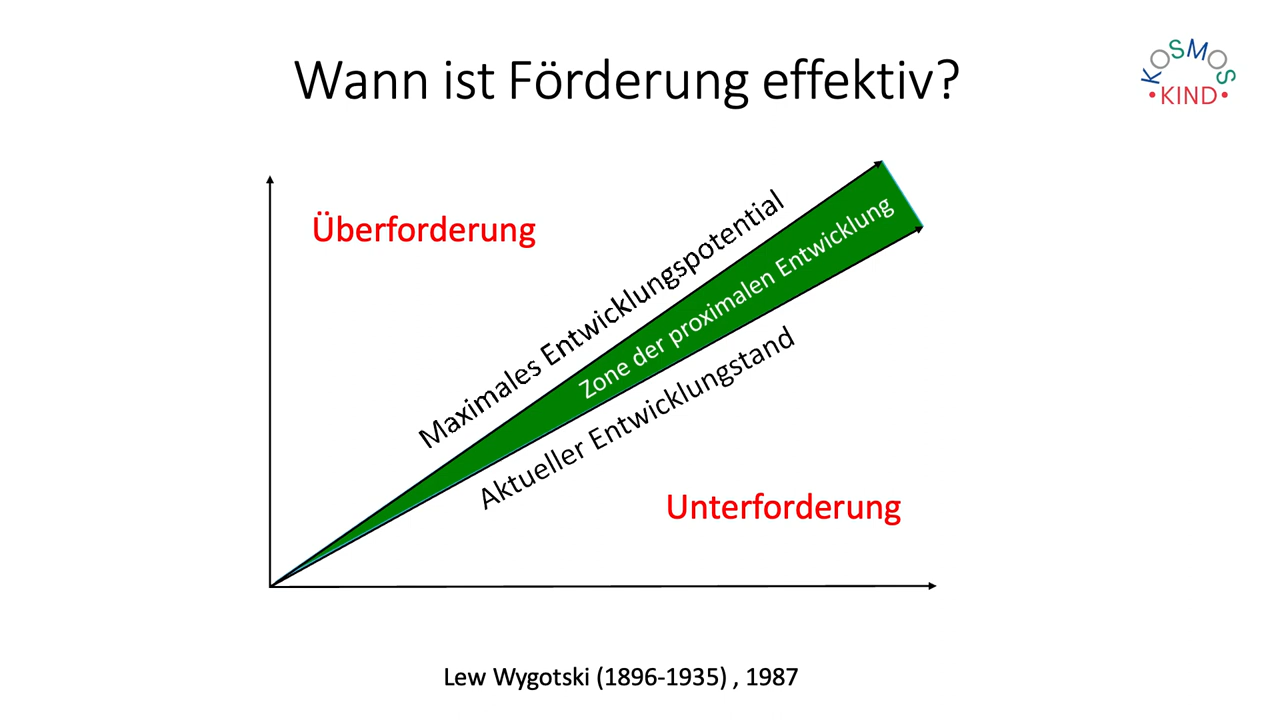 Wann ist Förderung effektiv?
KOSMOS
•KIND•
Überforderung
Maximales Entwicklungspotential
Zone der proximalen Entwicklung
Aktueller Entwicklungstand
Unterforderung
Lew Wygotski (1896-1935) , 1987